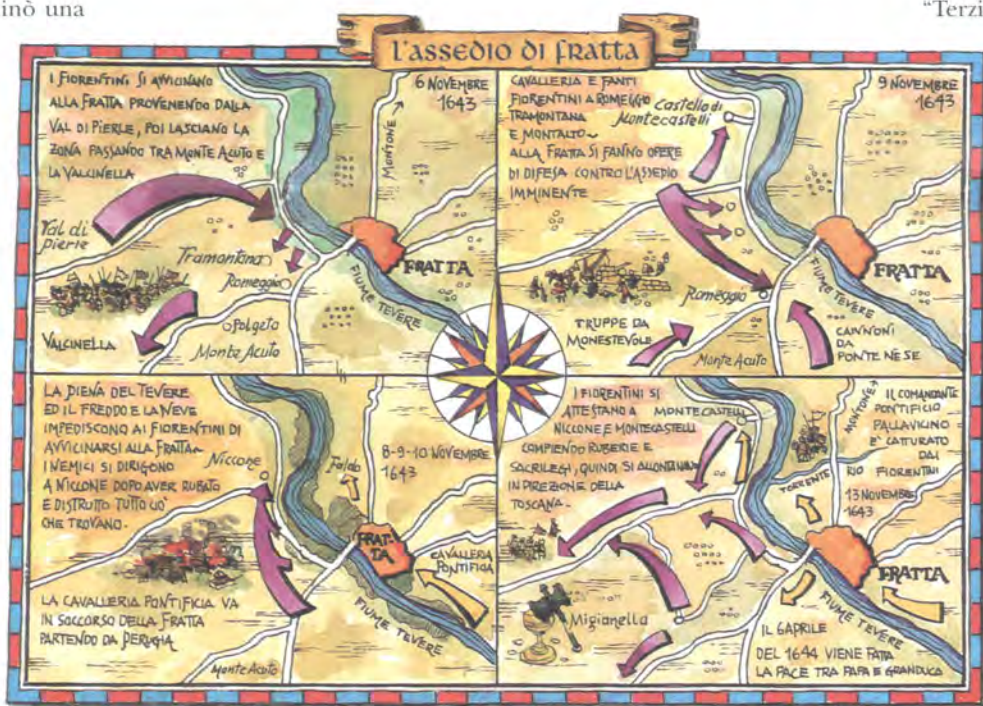 inò una
"Terzi
l'assedio di fratta
I FIORENTINI SI AVVICINANO
ALLA FRATTA PROVENENDO DALLA
VAL DI PIERLE, POI LASCIANO LA
ZONA PASSANDO TRA MONTE ACUTO E
LA VALCINELLA
6 NOVEMBRE
1643
MONTONE
Val di
pierle
Tramontana
Romeggio
FRATTA
FIUME TEVERE
VALCINELLA
Polgeto
Monte Acuto
CAVALLERIA E FANTI
FIORENTINI A ROMEGGIO
TRAMONTANA
E MONTALTO~
ALLA FRATTA SI FANNO OPERE
DI DIFESA CONTRO L'ASSEDIO
IMMINENTE
Castello di
Montecastelli
9 NOVEMBRE
1643
FRATTA
Romeggio
FIUME TEVERE
TRUPPE DA
MONESTEVOLE
Monte Acuto
CANNONI
DA
PONTE NESE
LA PIENA DEL TEVERE
ED IL FREDDO E LA NEVE
IMPEDISCONO AI FIORENTINI DI
AVVICINARSI ALLA FRATTA~
I NEMICI SI DIRIGONO
A NICCONE DOPO AVER RUBATO
E DISTRUTTO TUTTO CIO'
CHE TROVANO.
Niccone
Faldo
8-9-10 NOVEMBRE
1643
FRAT-
TA
CAVALLERIA
PONTIFICIA
LA CAVALLERIA PONTIFICIA VA
IN SOCCORSO DELLA FRATTA
PARTENDO DA PERUGIA
FIUME TEVERE
Monte Acuto
I FIORENTINI SI
ATTESTANO A
NICCONE E MONTECASTELLI
COMPIENDO RUBERIE E
SACRILEGI, QUINDI SI ALLONTANANO
IN DIREZIONE DELLA
TOSCANA~
MONTECASTELLI
MONTONE
IL COMANDANTE
PONTIFICIO
PALLAVICINO
E' CATTURATO
DAI
FIORENTINI
TORRENTE
RIO
13 NOVEMBRE
1643
FRATTA
Migianella
FIUME TEVERE
IL 6 APRILE
DEL 1644 VIENE FATTA
LA PACE TRA PAPA E GRANDUCA